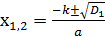 x₁,₂ = (-k±√D₁)/a